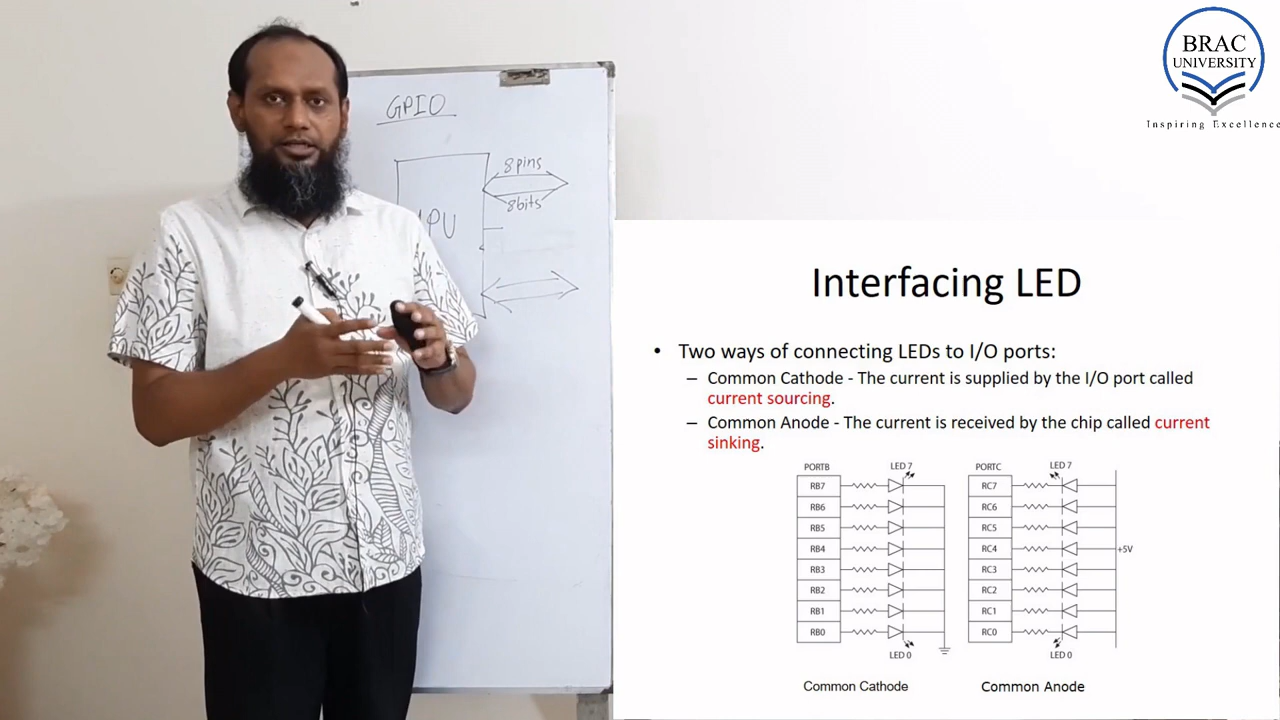 BRAC
UNIVERSITY
Inspiring Excellence
GPIO
8pins
8bits
Interfacing LED
• Two ways of connecting LEDs to I/O ports:
– Common Cathode - The current is supplied by the I/O port called
current sourcing.
– Common Anode - The current is received by the chip called current
sinking.
PORTB LED 7 PORTC LED 7
RB7 RC7
RB6 RC6
RB5 RC5
RB4 RC4 +5V
RB3 RC3
RB2 RC2
RB1 RC1
RB0 RC0
LED 0 LED 0
Common Cathode Common Anode